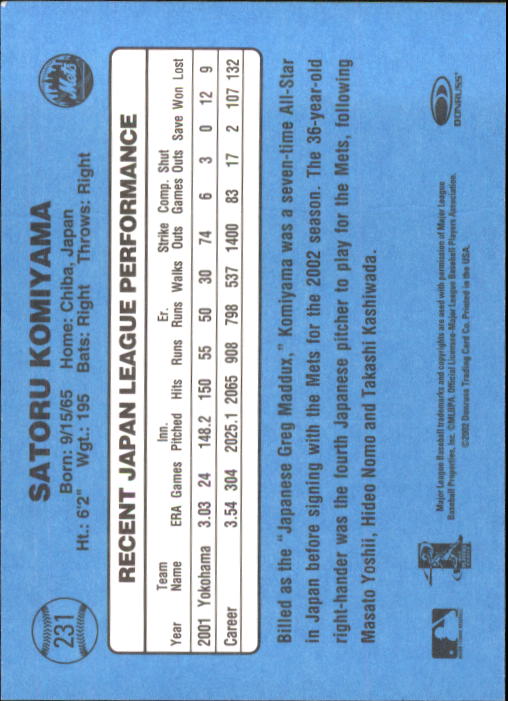 231
SATORU KOMIYAMA
Born: 9/15/65 Home: Chiba, Japan
Ht.: 6'2" Wgt.: 195 Bats: Right Throws: Right
Mets
RECENT JAPAN LEAGUE PERFORMANCE
Team Inn. Er. Strike Comp. Shut
Year Name ERA Games Pitched Hits Runs Runs Walks Outs Games Outs Save Won Lost
2001 Yokohama 3.03 24 148.2 150 55 50 30 74 6 3 0 12 9
Career 3.54 304 2025.1 2065 908 798 537 1400 83 17 2 107 132
Billed as the "Japanese Greg Maddux," Komiyama was a seven-time All-Star
in Japan before signing with the Mets for the 2002 season. The 36-year-old
right-hander was the fourth Japanese pitcher to play for the Mets, following
Masato Yoshii, Hideo Nomo and Takashi Kashiwada.
Major League Baseball trademarks and copyrights are used with permission of Major League
Baseball Properties, Inc. ©MLBPA. Official Licensee-Major League Baseball Players Association.
©2002 Donruss Trading Card Co. Printed in the USA.
DONRUSS